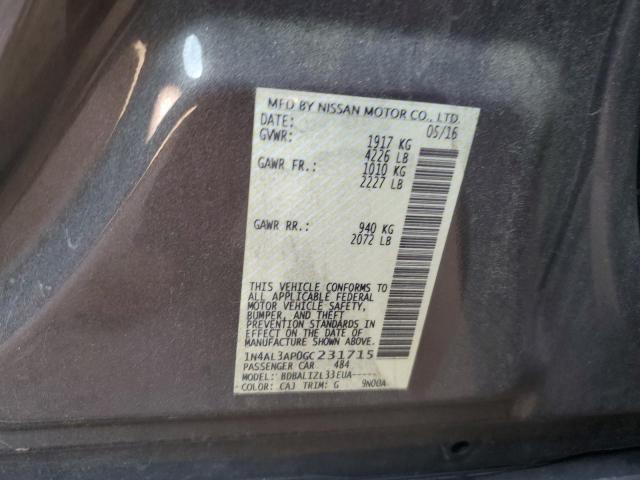 MFD BY NISSAN MOTOR CO., LTD.
DATE: 05/16
GVWR: 1917 KG
4226 LB
GAWR FR.: 1010 KG
2227 LB
GAWR RR.: 940 KG
2072 LB
THIS VEHICLE CONFORMS TO
ALL APPLICABLE FEDERAL
MOTOR VEHICLE SAFETY,
BUMPER, AND THEFT
PREVENTION STANDARDS IN
EFFECT ON THE DATE OF
MANUFACTURE SHOWN ABOVE.
1N4AL3AP0GC231715
PASSENGER CAR 484
MODEL: BDBALIZL33EUA-----
COLOR: CAJ TRIM: G 9N00A